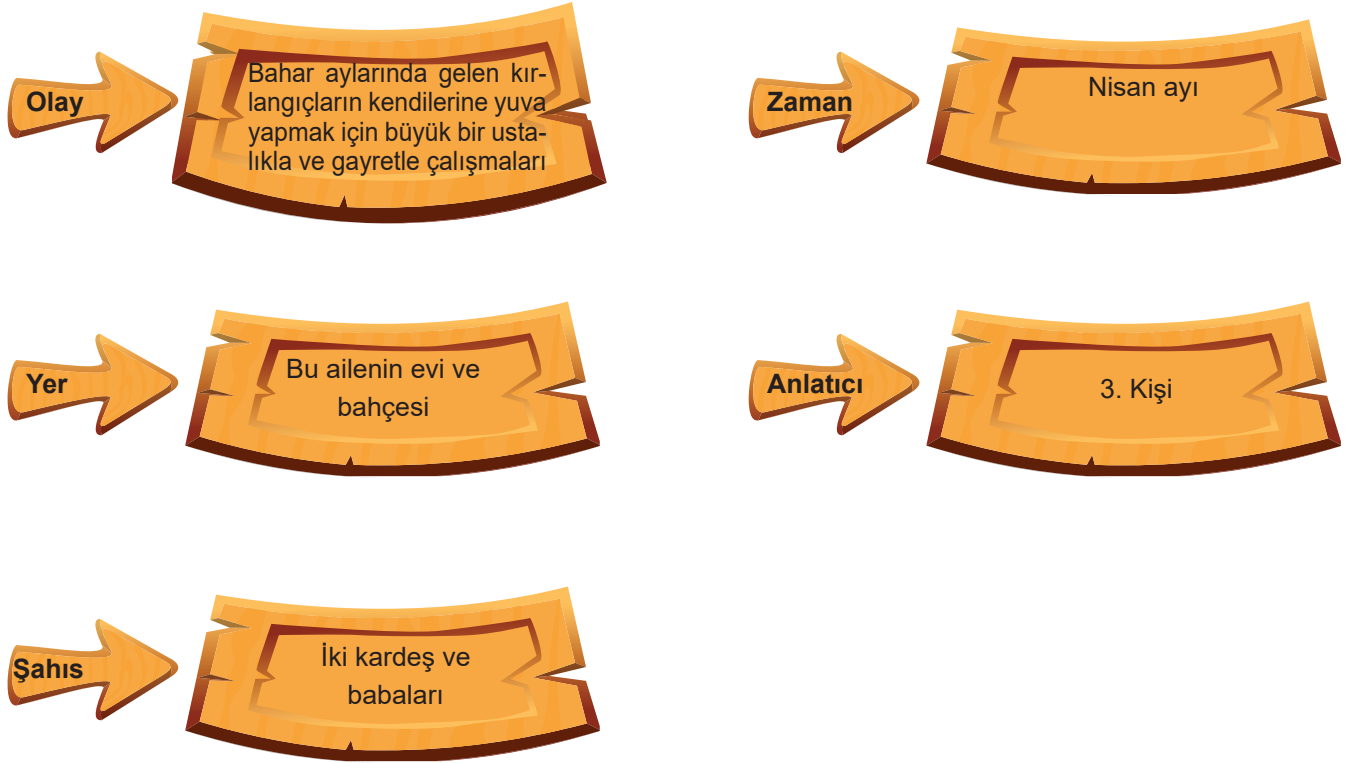 Olay
Bahar aylarında gelen kır-
langıçların kendilerine yuva
yapmak için büyük bir usta-
lıkla ve gayretle çalışmaları
Zaman
Nisan ayı
Yer
Bu ailenin evi ve
bahçesi
Anlatıcı
3. Kişi
Şahıs
İki kardeş ve
babaları